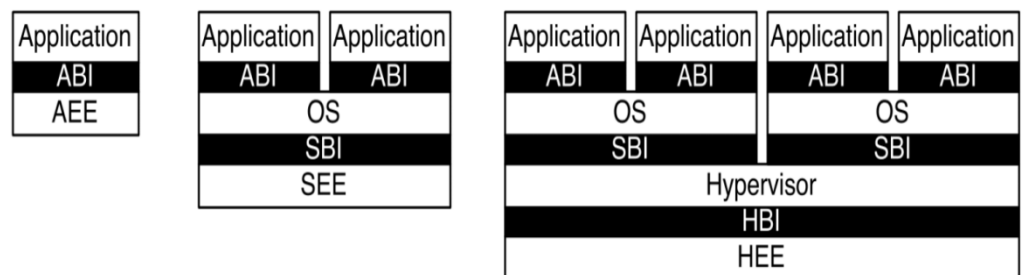 Application
ABI
AEE
Application Application
ABI ABI
OS
SBI
SEE
Application Application Application Application
ABI ABI ABI ABI
OS OS
SBI SBI
Hypervisor
HBI
HEE